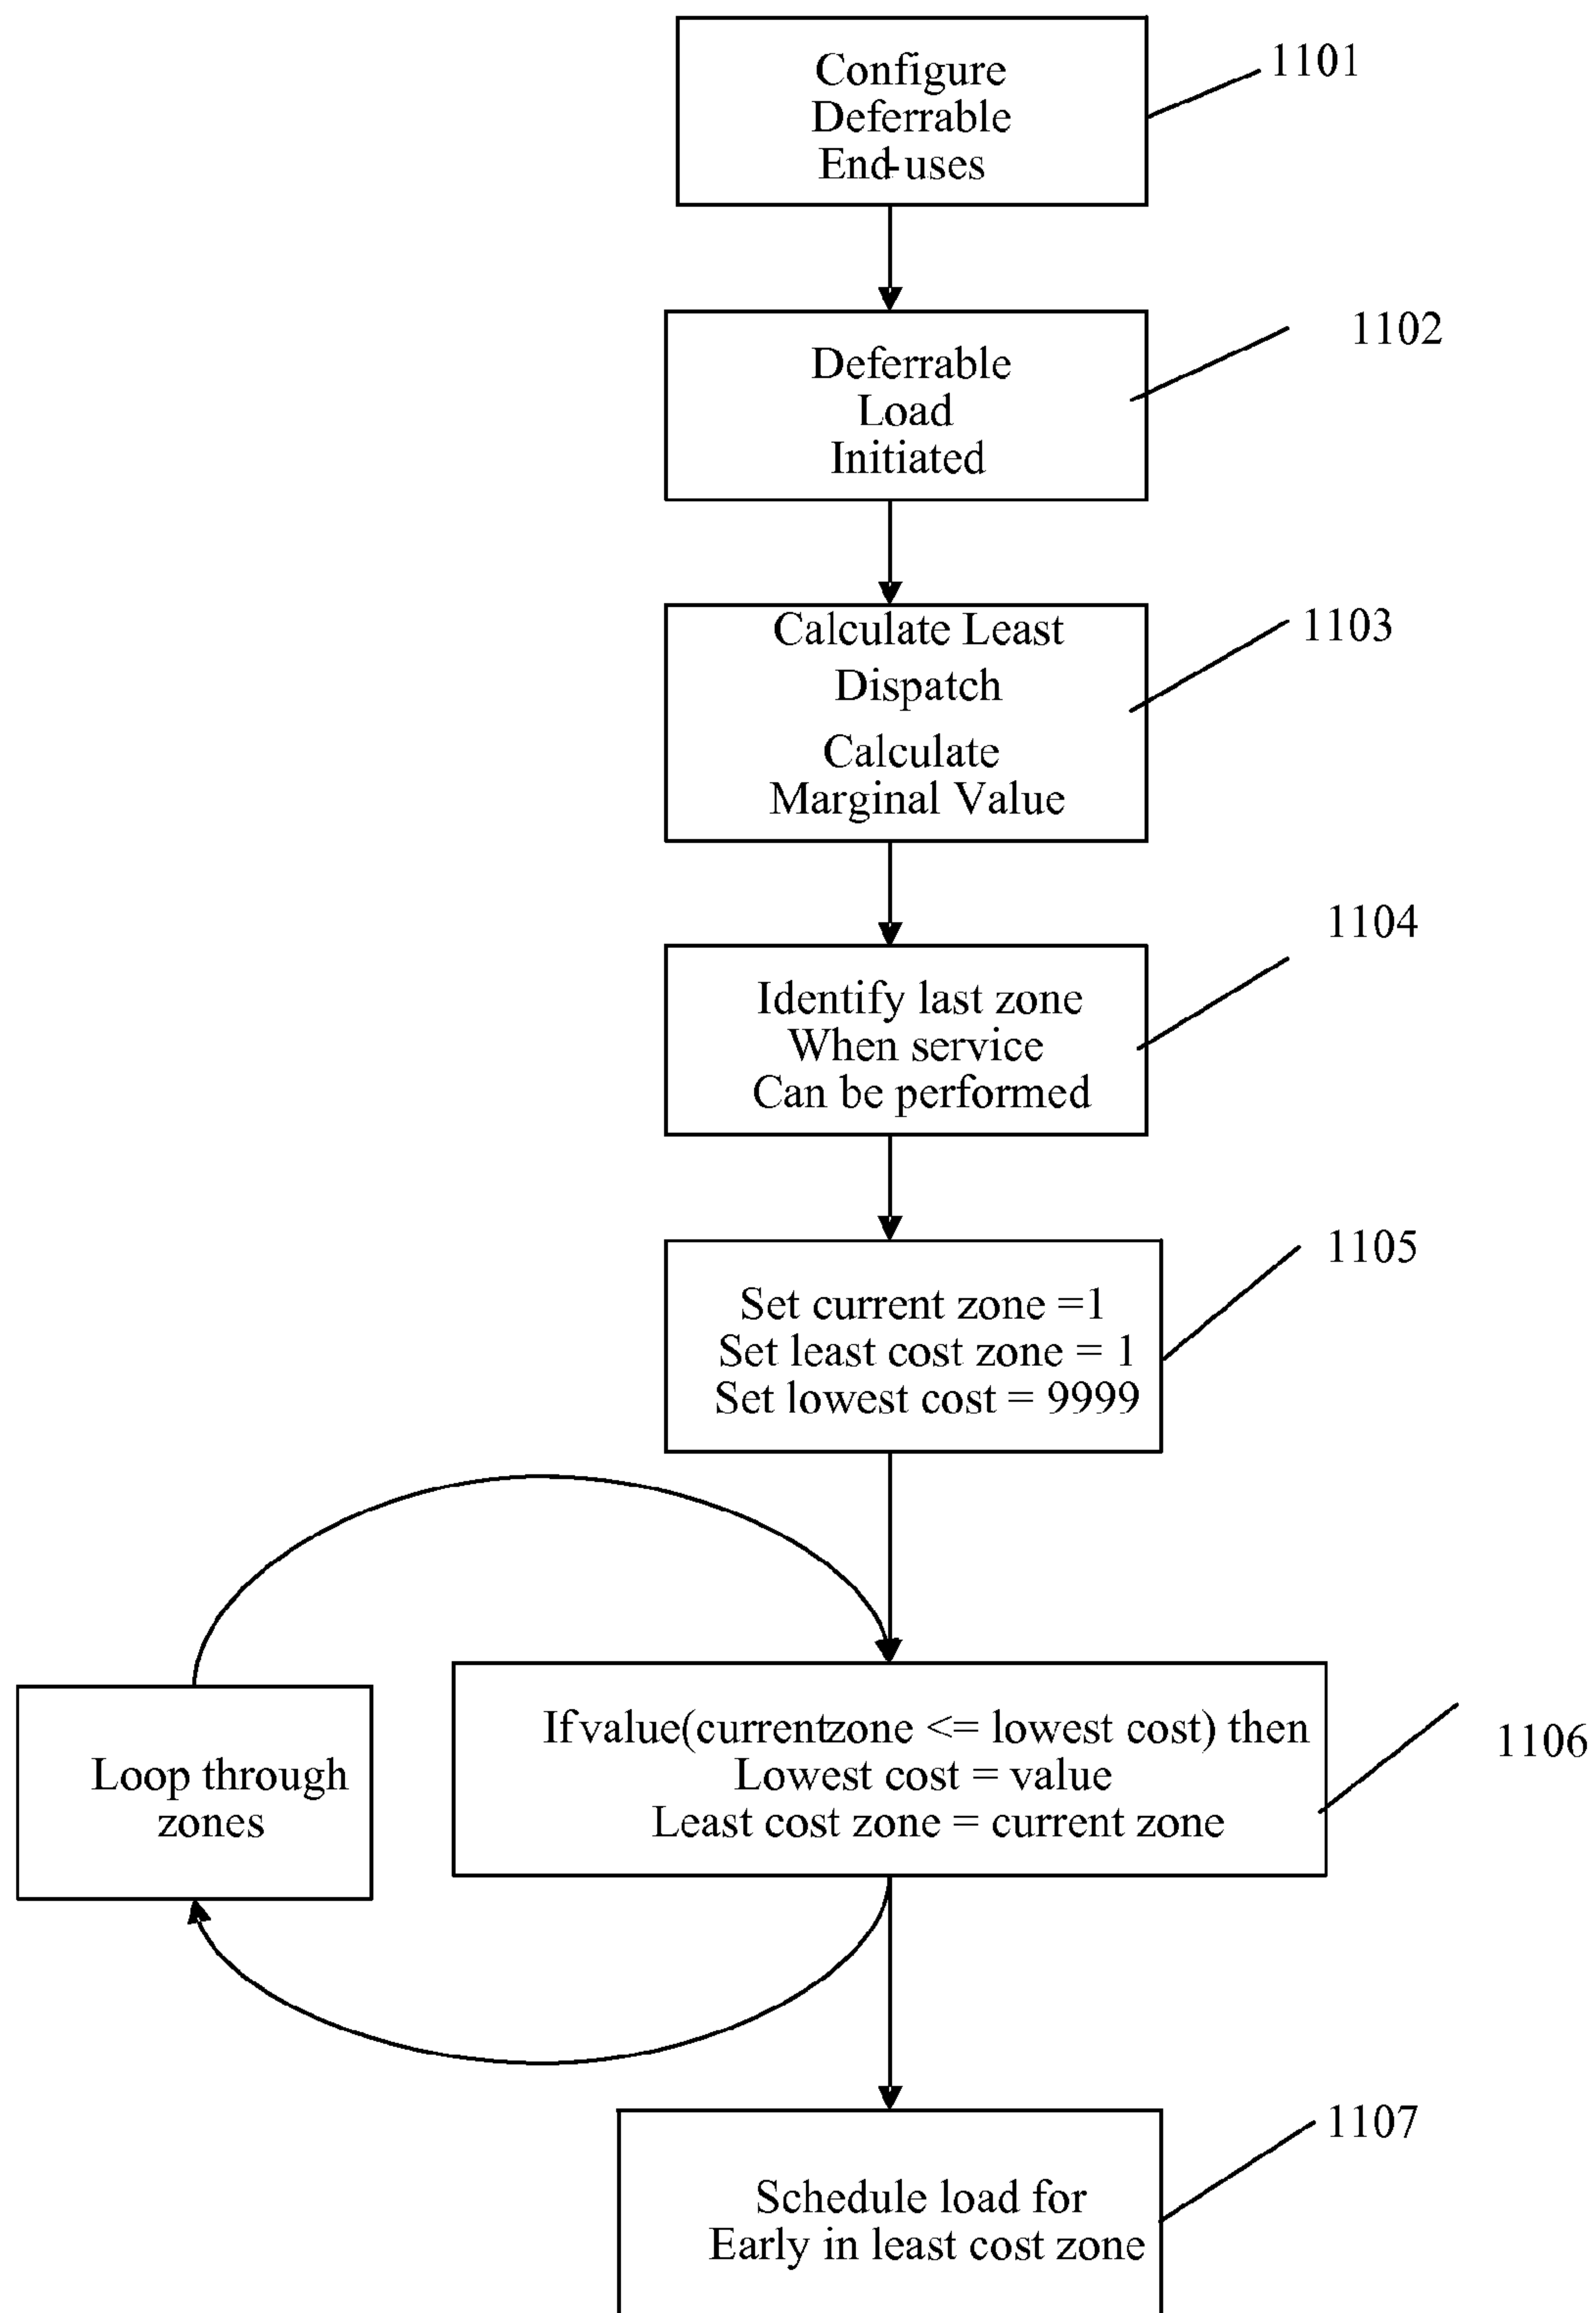 Configure
Deferrable
End-uses
1101
Deferrable
Load
Initiated
1102
Calculate Least
Dispatch
Calculate
Marginal Value
1103
Identify last zone
When service
Can be performed
1104
Set current zone =1
Set least cost zone = 1
Set lowest cost = 9999
1105
Loop through
zones
If value(currentzone <= lowest cost) then
Lowest cost = value
Least cost zone = current zone
1106
Schedule load for
Early in least cost zone
1107